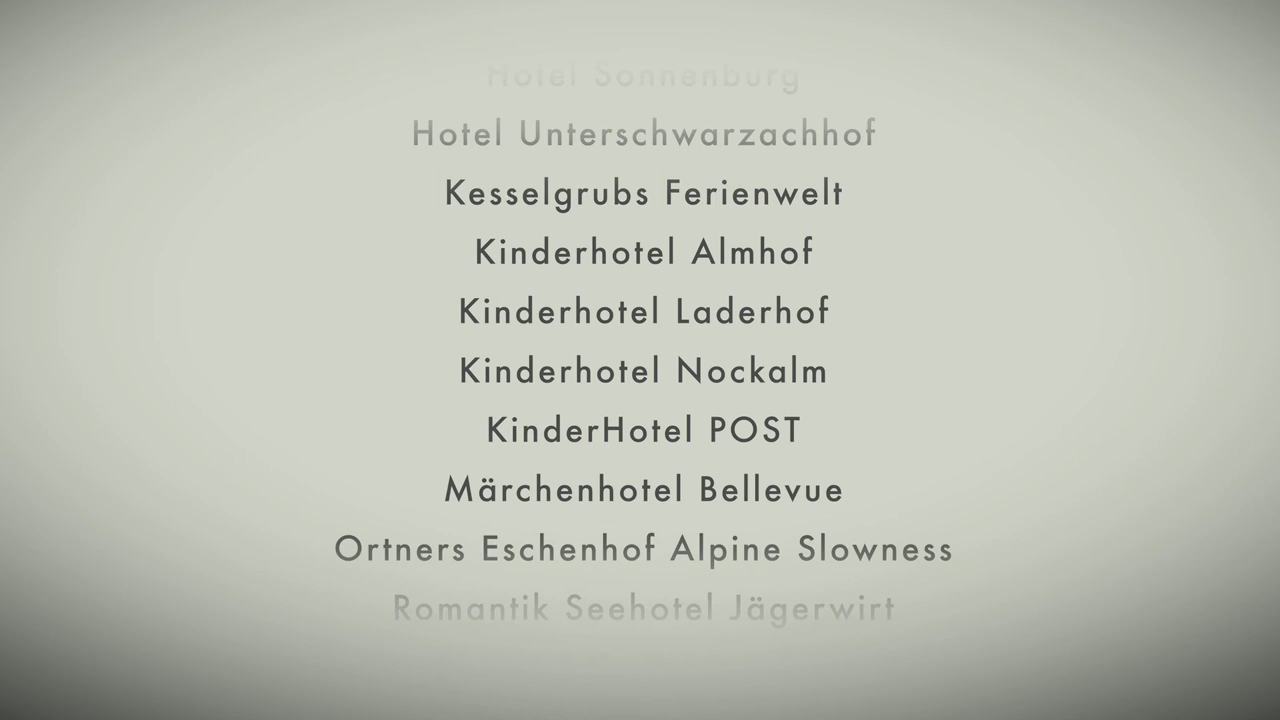 Hotel Sonnenburg
Hotel Unterschwarzachhof
Kesselgrubs Ferienwelt
Kinderhotel Almhof
Kinderhotel Laderhof
Kinderhotel Nockalm
KinderHotel POST
Märchenhotel Bellevue
Ortners Eschenhof Alpine Slowness
Romantik Seehotel Jägerwirt